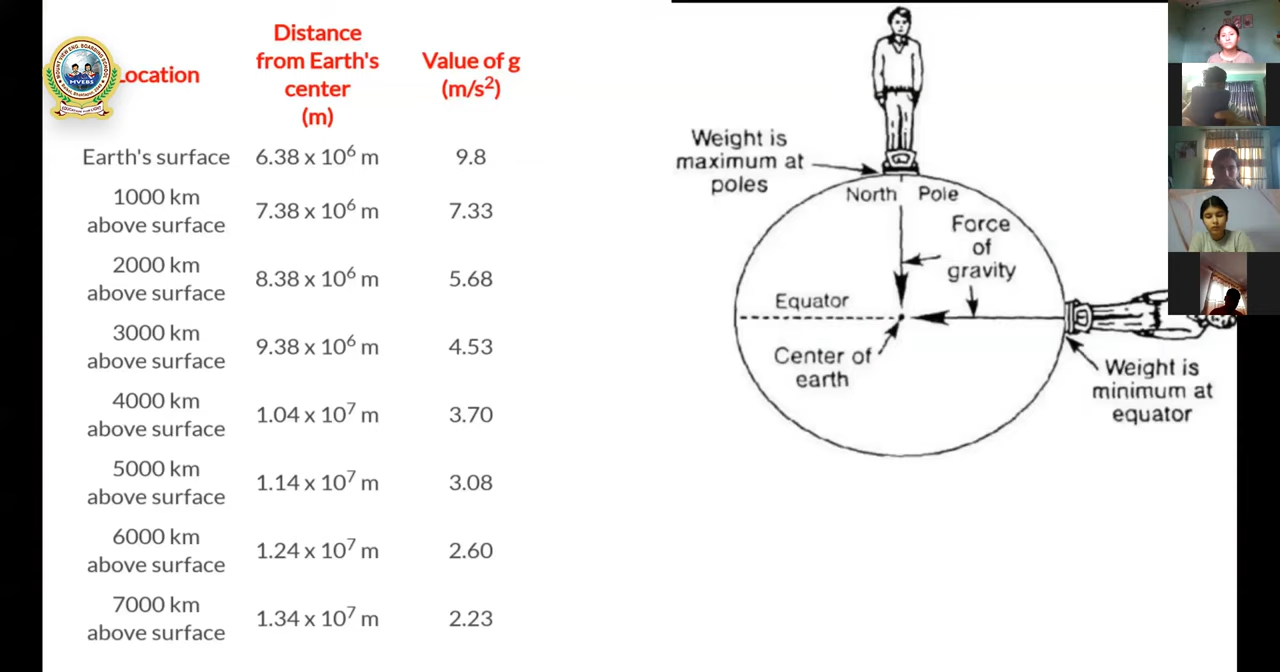 Location
Distance
from Earth's
center
(m)
Value of g
(m/s²)
Earth's surface 6.38 x 10⁶ m 9.8
1000 km
above surface 7.38 x 10⁶ m 7.33
2000 km
above surface 8.38 x 10⁶ m 5.68
3000 km
above surface 9.38 x 10⁶ m 4.53
4000 km
above surface 1.04 x 10⁷ m 3.70
5000 km
above surface 1.14 x 10⁷ m 3.08
6000 km
above surface 1.24 x 10⁷ m 2.60
7000 km
above surface 1.34 x 10⁷ m 2.23
Weight is
maximum at
poles
North Pole
Force
of
gravity
Equator
Center of
earth
Weight is
minimum at
equator
MVEBS